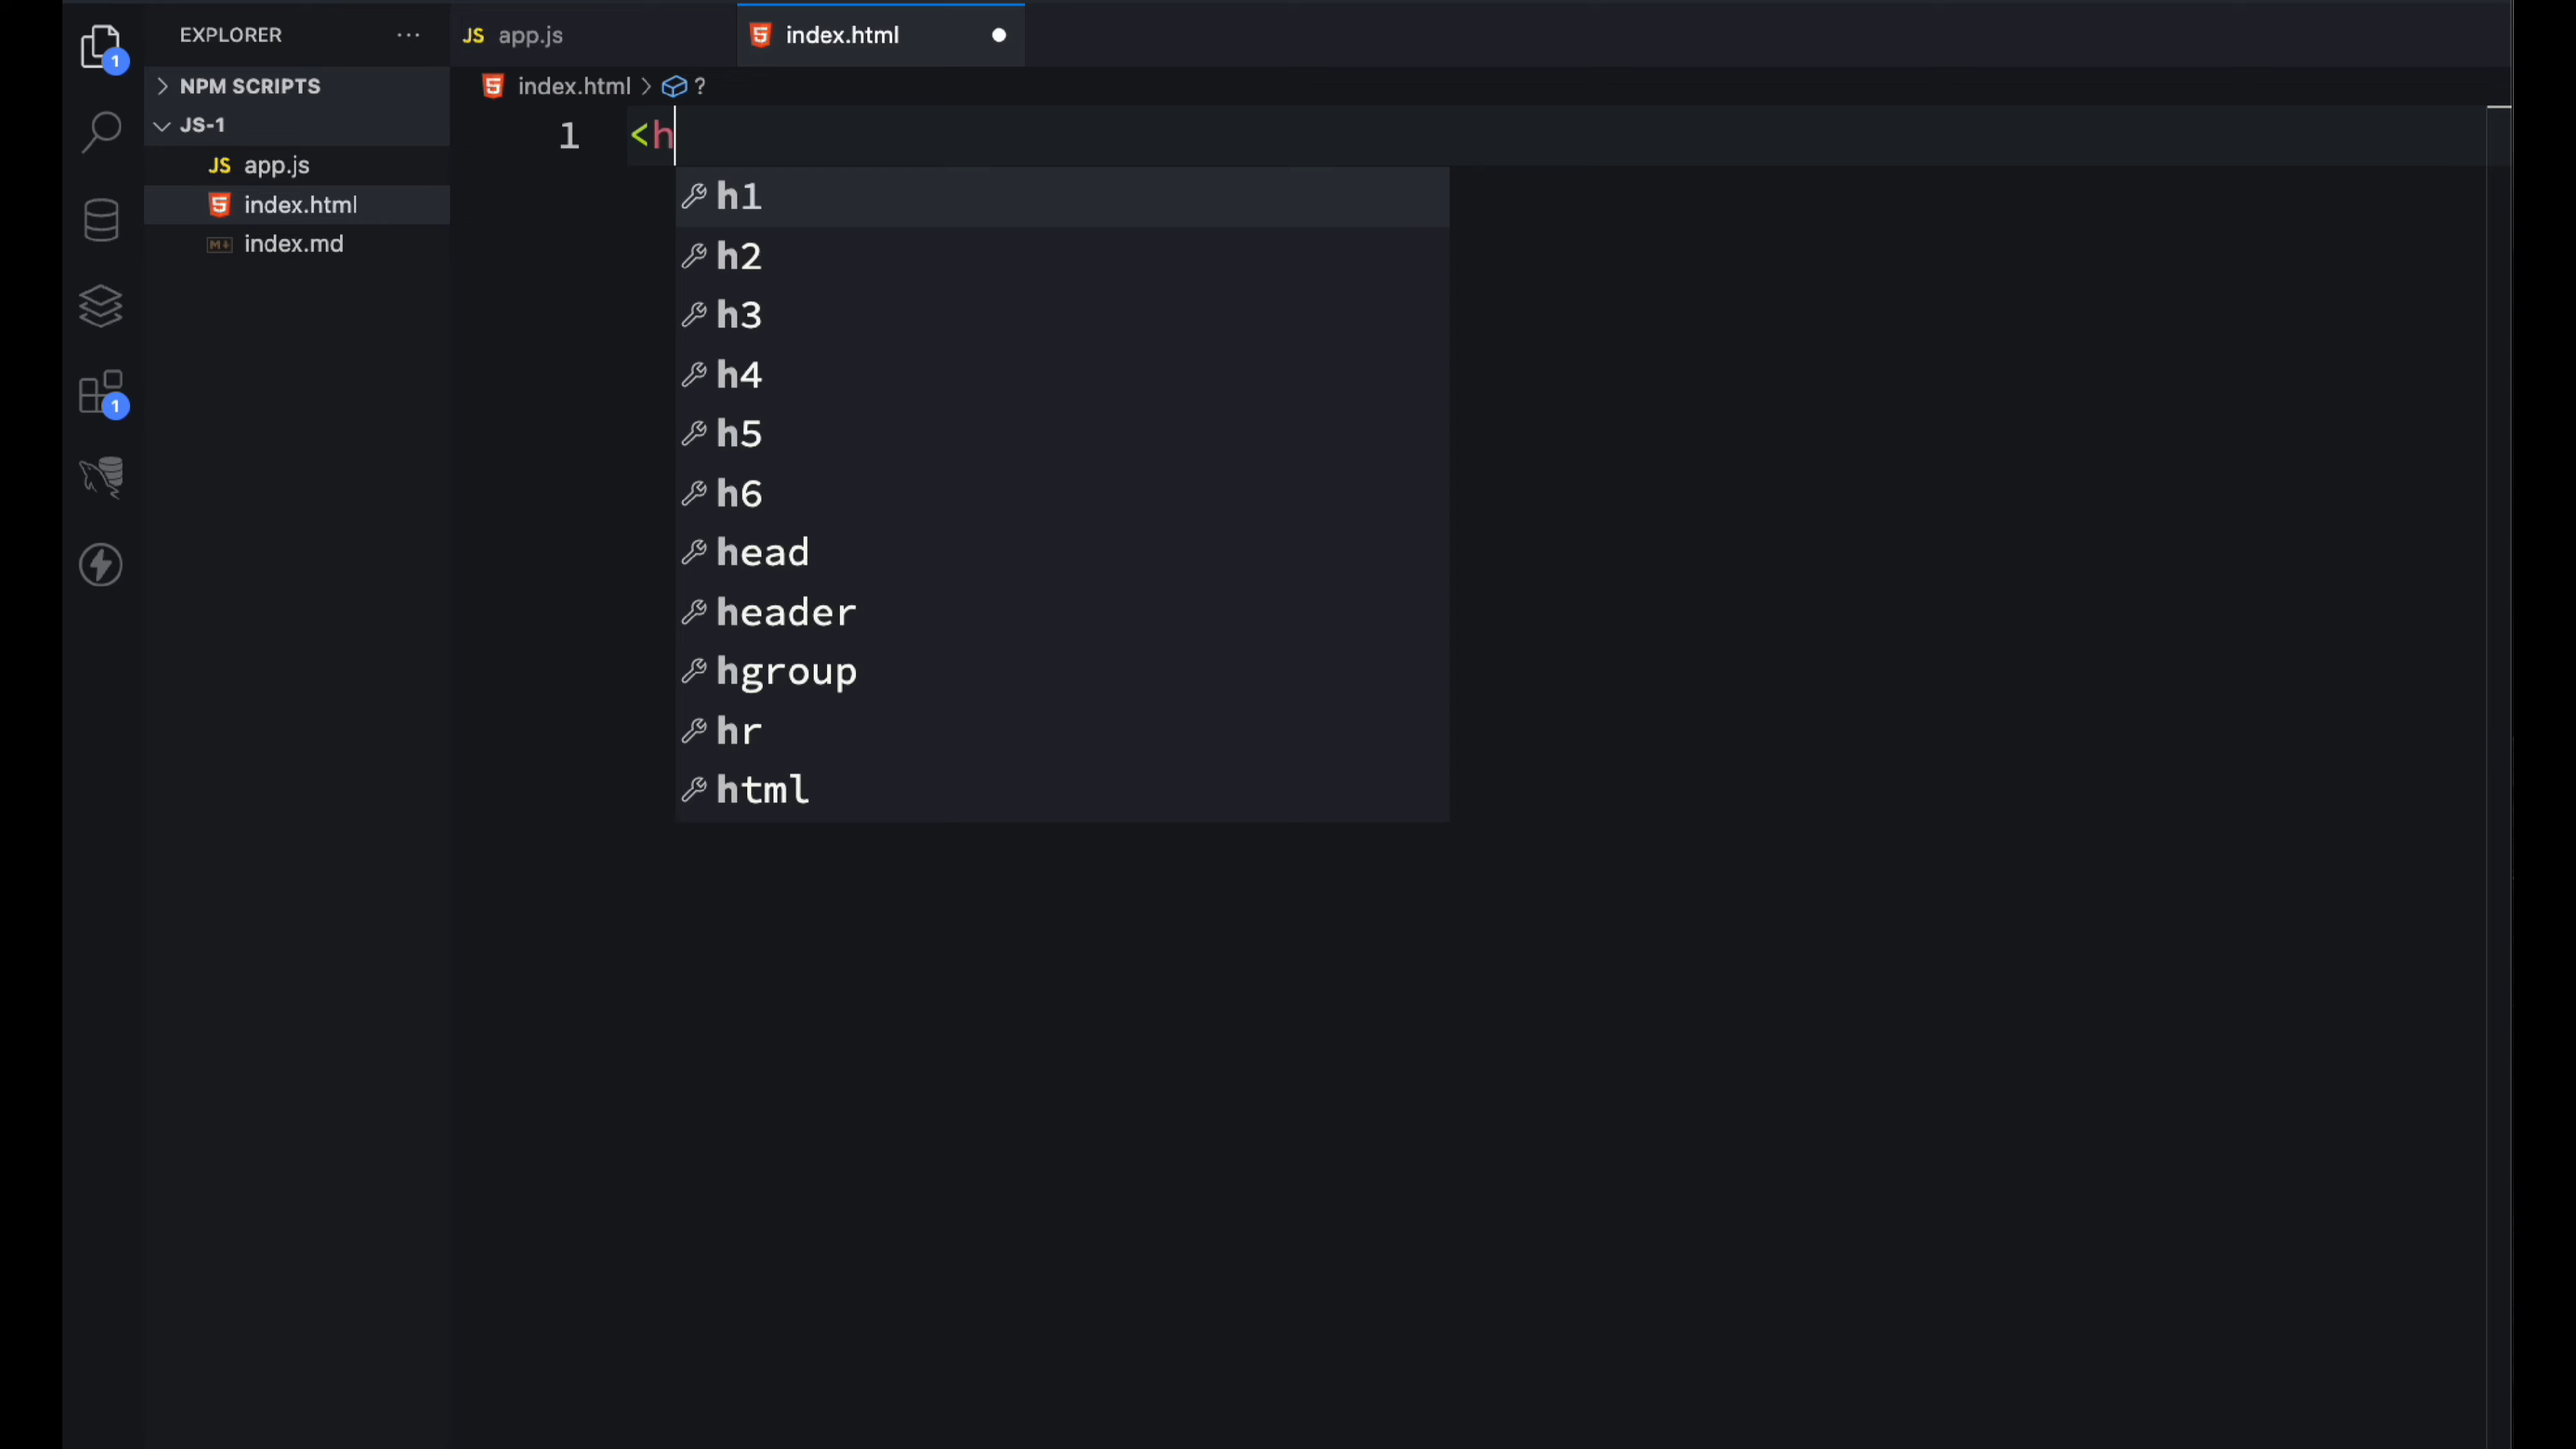 EXPLORER
NPM SCRIPTS
JS-1
JS app.js
index.html
index.md
1
1
JS app.js
index.html
index.html > ?
1 <h
h1
h2
h3
h4
h5
h6
head
header
hgroup
hr
html